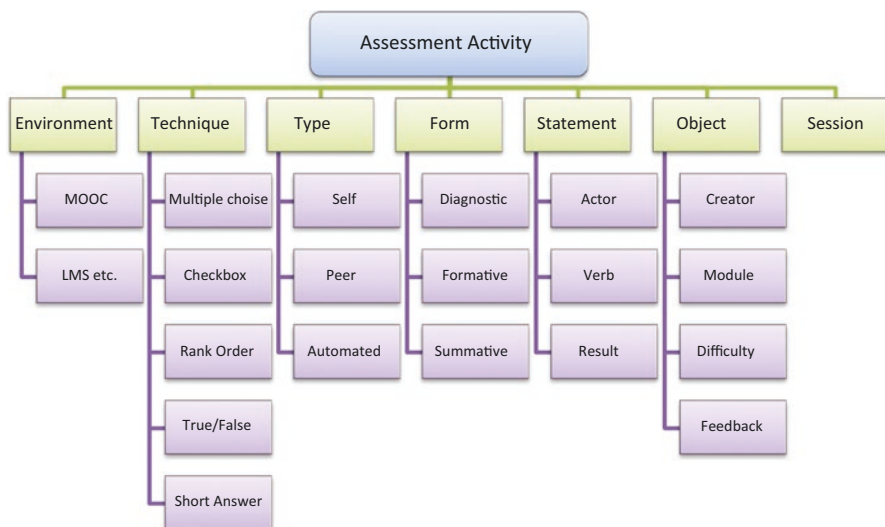 Assessment Activity
Environment
Technique
Type
Form
Statement
Object
Session
MOOC
LMS etc.
Multiple choise
Checkbox
Rank Order
True/False
Short Answer
Self
Peer
Automated
Diagnostic
Formative
Summative
Actor
Verb
Result
Creator
Module
Difficulty
Feedback